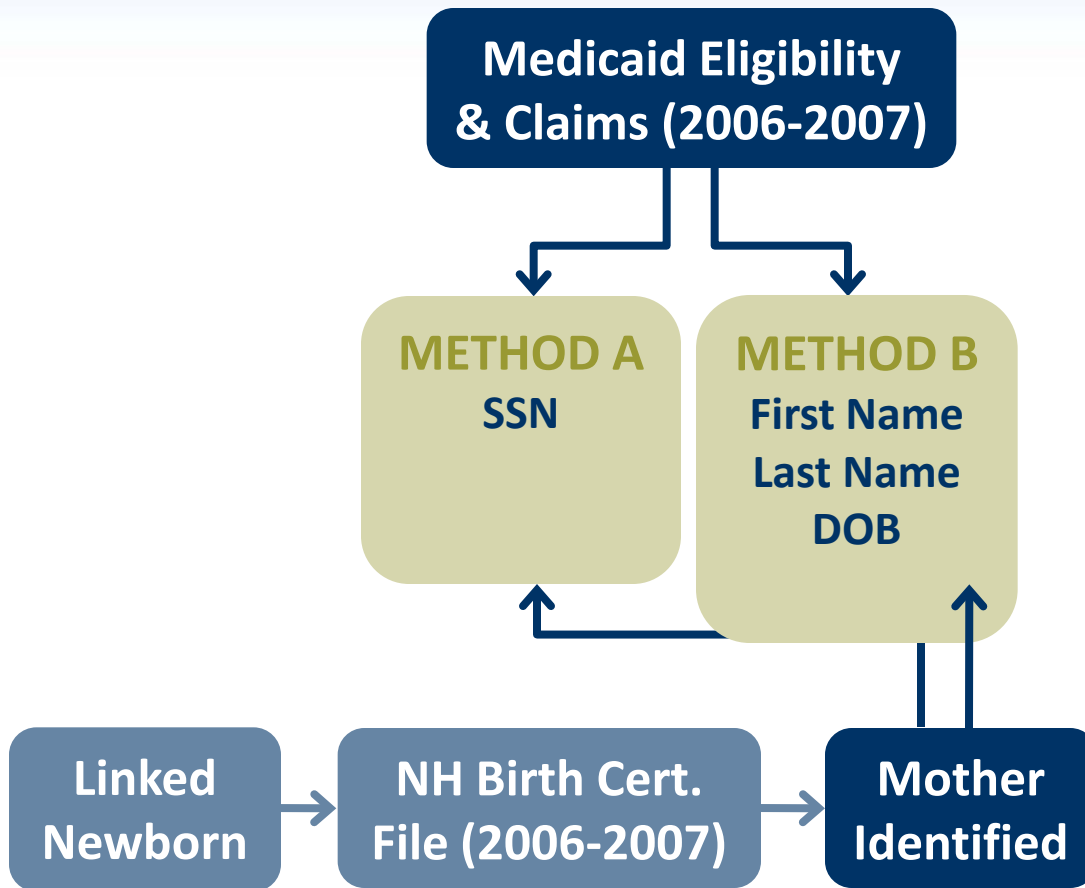 Medicaid Eligibility
& Claims (2006-2007)
METHOD A
SSN
METHOD B
First Name
Last Name
DOB
Linked
Newborn
NH Birth Cert.
File (2006-2007)
Mother
Identified